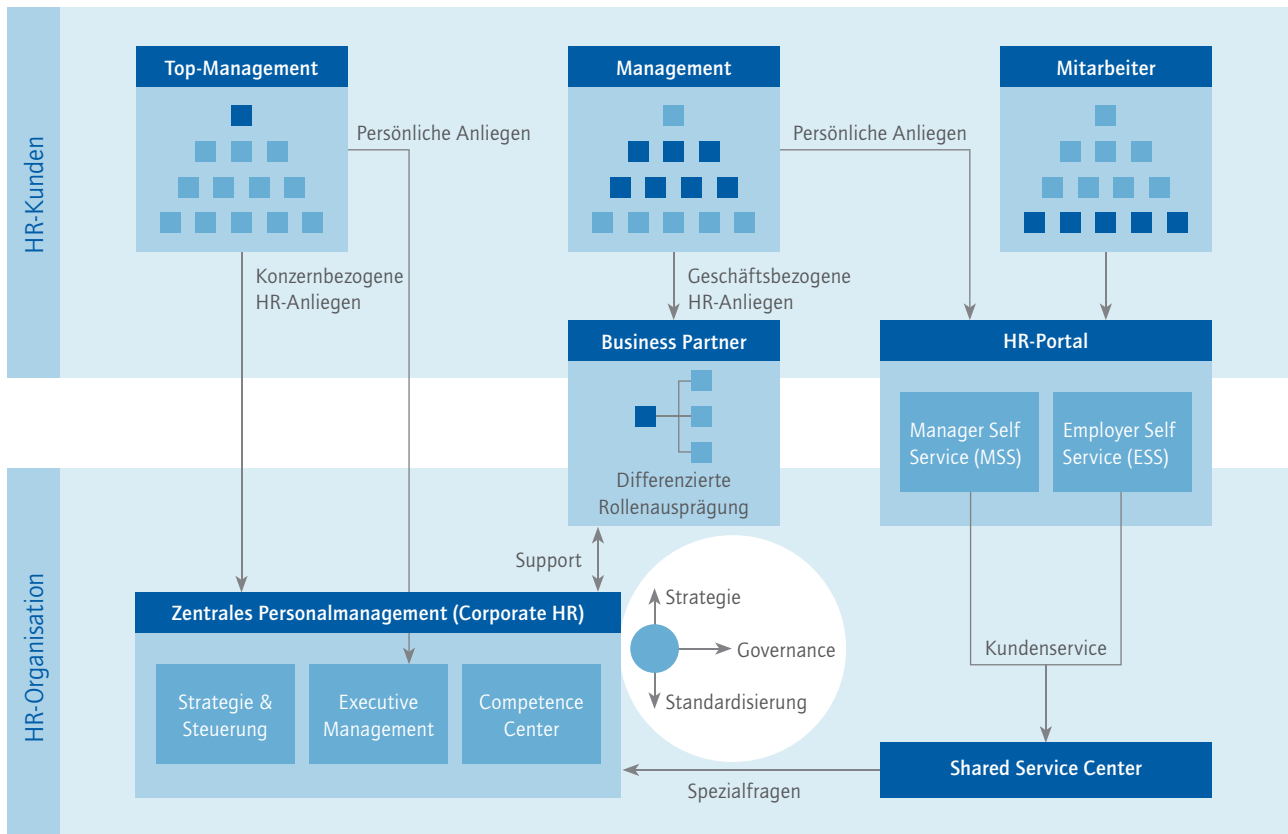 HR-Kunden
Top-Management
Management
Mitarbeiter
Persönliche Anliegen
Persönliche Anliegen
Konzernbezogene
HR-Anliegen
Geschäftsbezogene
HR-Anliegen
Business Partner
HR-Portal
Manager Self
Service (MSS)
Employer Self
Service (ESS)
Differenzierte
Rollenausprägung
HR-Organisation
Support
Zentrales Personalmanagement (Corporate HR)
Strategie
Governance
Standardisierung
Kundenservice
Strategie &
Steuerung
Executive
Management
Competence
Center
Shared Service Center
Spezialfragen